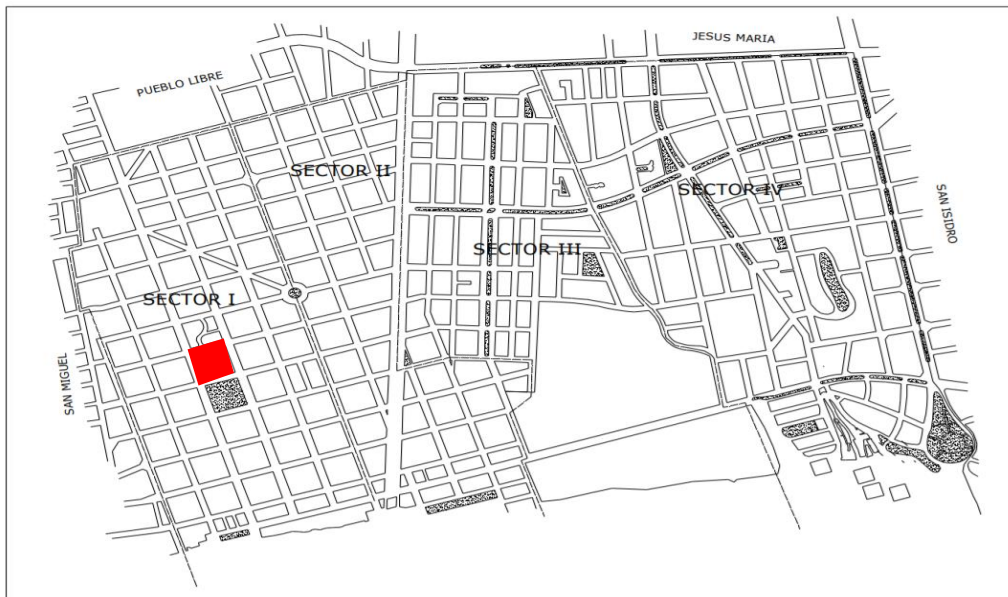 JESUS MARIA
PUEBLO LIBRE
SECTOR II
SECTOR IV
SAN ISIDRO
SECTOR III
SECTOR I
SAN MIGUEL